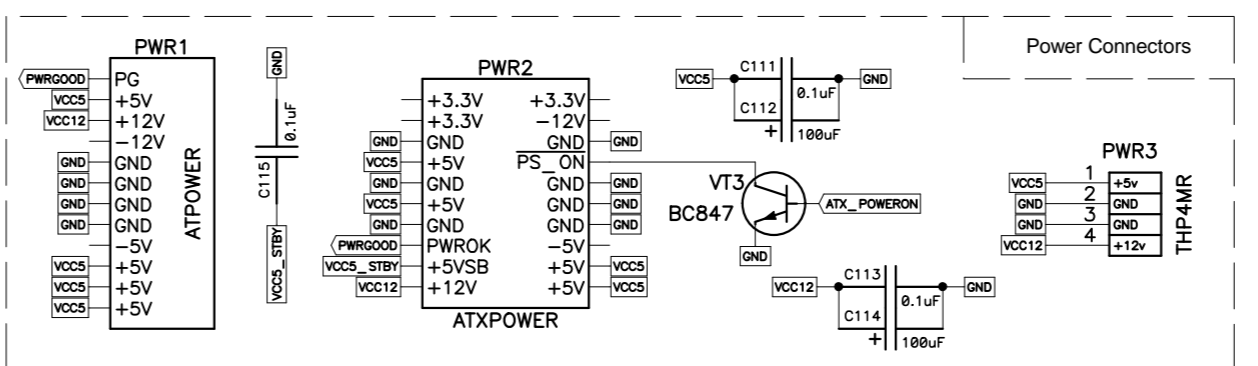 Power Connectors
PWR1
PWRGOOD PG
VCC5 +5V
VCC12 +12V
-12V
GND GND
GND GND
GND GND
GND GND
-5V
VCC5 +5V
VCC5 +5V
VCC5 +5V
ATPOWER
GND
0.1uF
C115
VCC5_STBY
PWR2
+3.3V +3.3V
+3.3V -12V
GND GND GND GND
VCC5 +5V PS_ON
GND GND GND GND
VCC5 +5V GND GND
GND GND GND GND
PWRGOOD PWROK -5V
VCC5_STBY +5VSB +5V VCC5
VCC12 +12V +5V VCC5
ATXPOWER
VCC5 C111 GND
0.1uF
C112
+ 100uF
VT3
BC847
ATX_POWERON
GND
VCC12 C113 GND
0.1uF
C114
+ 100uF
PWR3
VCC5 1 +5v
GND 2 GND
GND 3 GND
VCC12 4 +12v
THP4MR